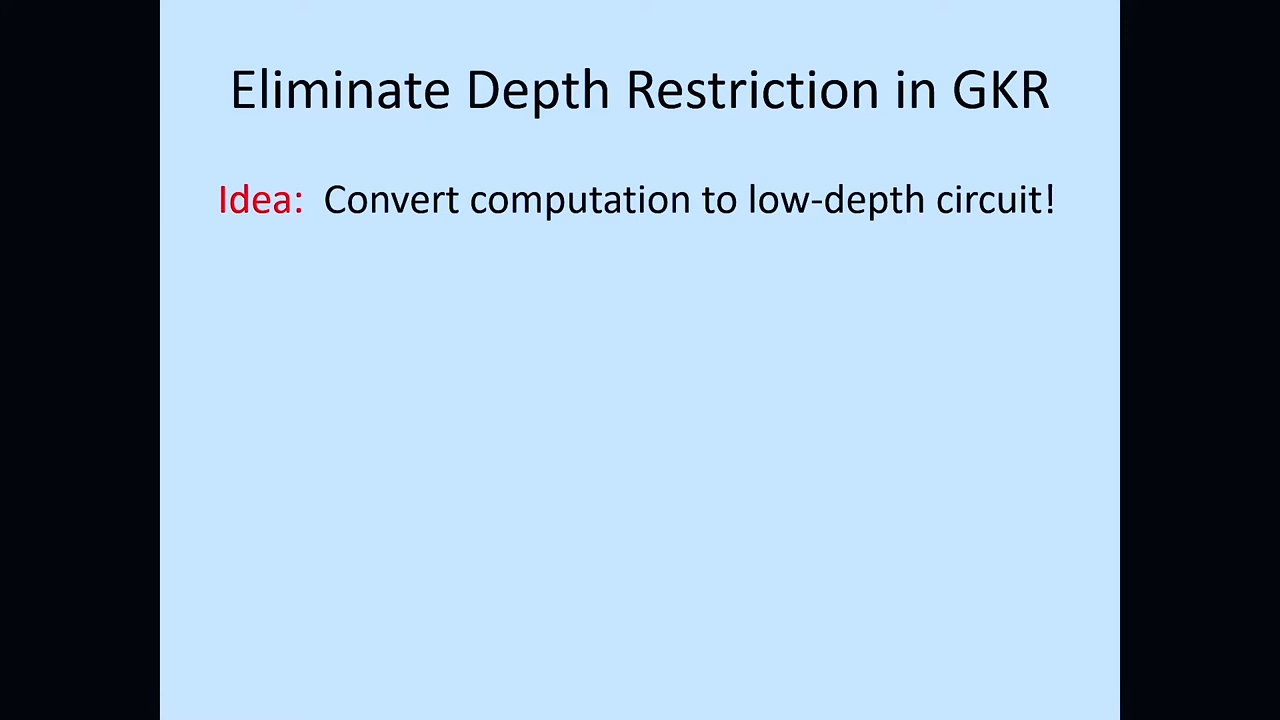 Eliminate Depth Restriction in GKR
Idea: Convert computation to low-depth circuit!